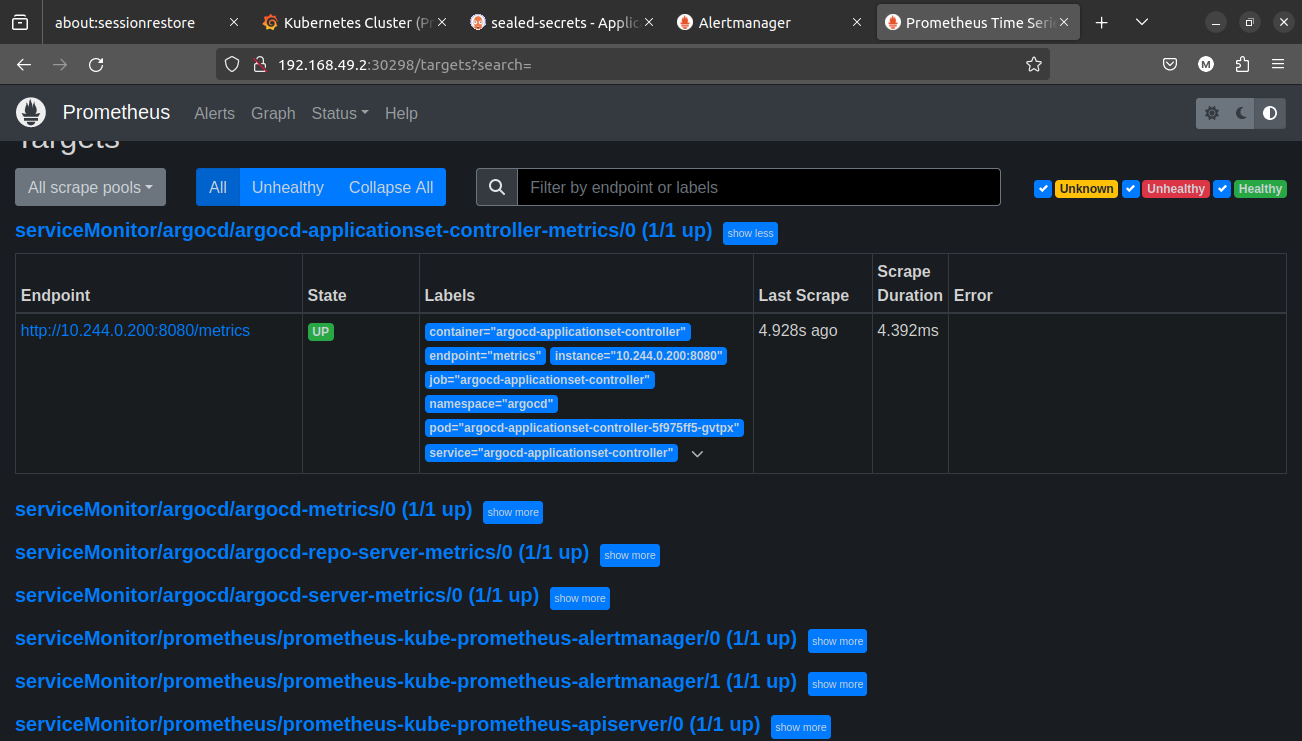 about:sessionrestore
Kubernetes Cluster (Pr
sealed-secrets - Applic
Alertmanager
Prometheus Time Seri
192.168.49.2:30298/targets?search=
M
Prometheus Alerts Graph Status Help
Targets
All scrape pools
All Unhealthy Collapse All
Filter by endpoint or labels
Unknown Unhealthy Healthy
serviceMonitor/argocd/argocd-applicationset-controller-metrics/0 (1/1 up) show less
Endpoint State Labels Last Scrape Scrape Duration Error
http://10.244.0.200:8080/metrics UP
container="argocd-applicationset-controller"
endpoint="metrics" instance="10.244.0.200:8080"
job="argocd-applicationset-controller"
namespace="argocd"
pod="argocd-applicationset-controller-5f975ff5-gvtpx"
service="argocd-applicationset-controller"
4.928s ago 4.392ms
serviceMonitor/argocd/argocd-metrics/0 (1/1 up) show more
serviceMonitor/argocd/argocd-repo-server-metrics/0 (1/1 up) show more
serviceMonitor/argocd/argocd-server-metrics/0 (1/1 up) show more
serviceMonitor/prometheus/prometheus-kube-prometheus-alertmanager/0 (1/1 up) show more
serviceMonitor/prometheus/prometheus-kube-prometheus-alertmanager/1 (1/1 up) show more
serviceMonitor/prometheus/prometheus-kube-prometheus-apiserver/0 (1/1 up) show more